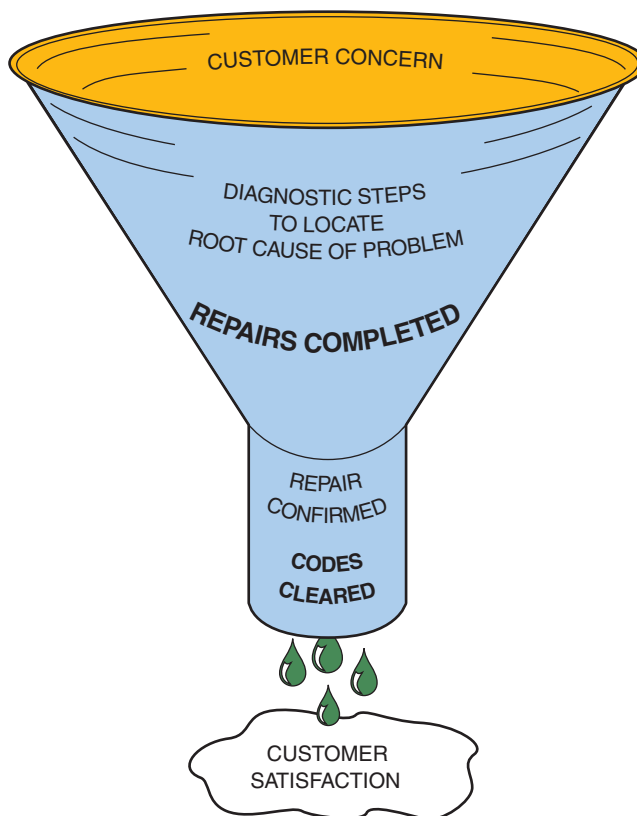 CUSTOMER CONCERN
DIAGNOSTIC STEPS
TO LOCATE
ROOT CAUSE OF PROBLEM
REPAIRS COMPLETED
REPAIR
CONFIRMED
CODES
CLEARED
CUSTOMER
SATISFACTION